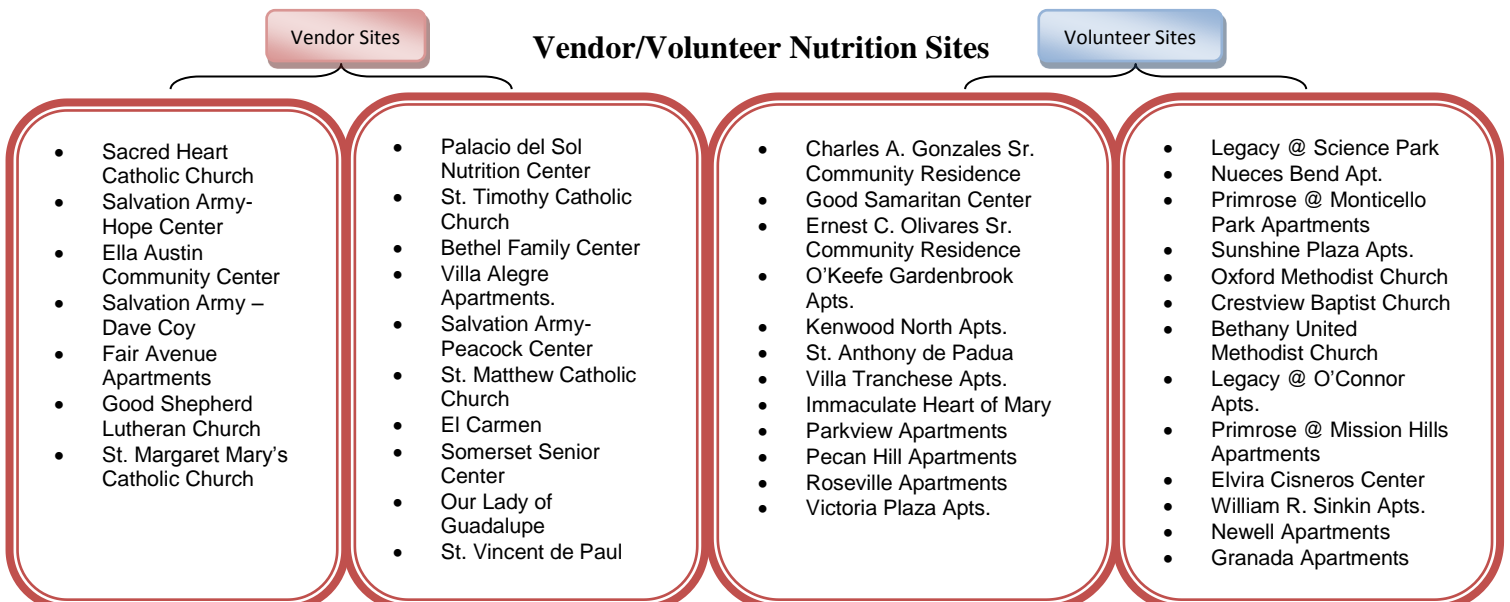 Vendor Sites
Vendor/Volunteer Nutrition Sites
Volunteer Sites
• Sacred Heart
Catholic Church
• Salvation Army-
Hope Center
• Ella Austin
Community Center
• Salvation Army –
Dave Coy
• Fair Avenue
Apartments
• Good Shepherd
Lutheran Church
• St. Margaret Mary’s
Catholic Church
• Palacio del Sol
Nutrition Center
• St. Timothy Catholic
Church
• Bethel Family Center
• Villa Alegre
Apartments.
• Salvation Army-
Peacock Center
• St. Matthew Catholic
Church
• El Carmen
• Somerset Senior
Center
• Our Lady of
Guadalupe
• St. Vincent de Paul
• Charles A. Gonzales Sr.
Community Residence
• Good Samaritan Center
• Ernest C. Olivares Sr.
Community Residence
• O’Keefe Gardenbrook
Apts.
• Kenwood North Apts.
• St. Anthony de Padua
• Villa Tranchese Apts.
• Immaculate Heart of Mary
• Parkview Apartments
• Pecan Hill Apartments
• Roseville Apartments
• Victoria Plaza Apts.
• Legacy @ Science Park
• Nueces Bend Apt.
• Primrose @ Monticello
Park Apartments
• Sunshine Plaza Apts.
• Oxford Methodist Church
• Crestview Baptist Church
• Bethany United
Methodist Church
• Legacy @ O’Connor
Apts.
• Primrose @ Mission Hills
Apartments
• Elvira Cisneros Center
• William R. Sinkin Apts.
• Newell Apartments
• Granada Apartments